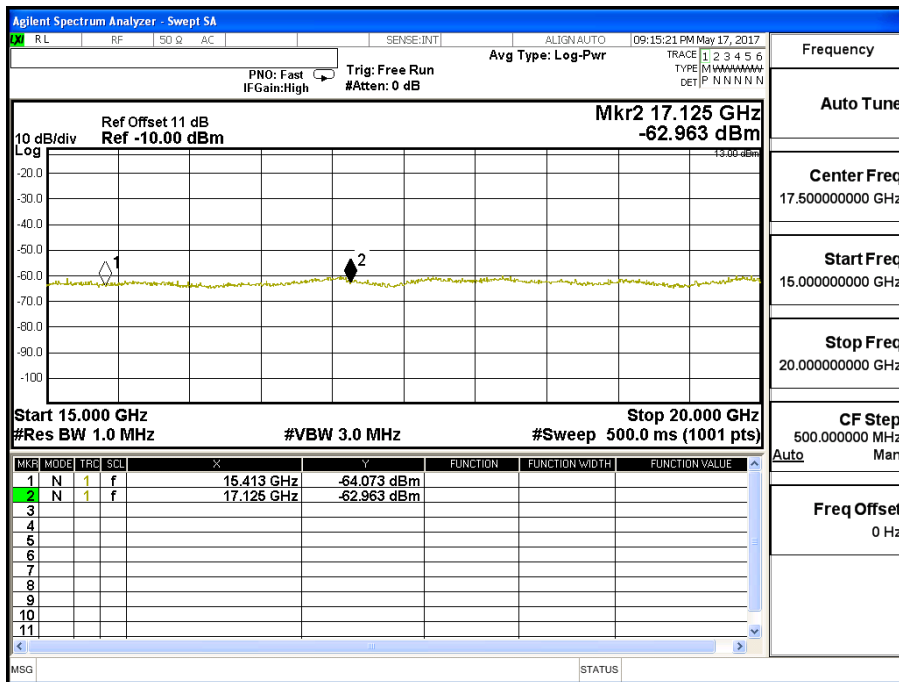 Agilent Spectrum Analyzer - Swept SA
LXI RL RF 50 Ω AC SENSE:INT ALIGN AUTO 09:15:21 PM May 17, 2017
PNO: Fast
IFGain:High
Trig: Free Run
#Atten: 0 dB
Avg Type: Log-Pwr
TRACE 1 2 3 4 5 6
TYPE M WWWWW
DET P N N N N N
Mkr2 17.125 GHz
-62.963 dBm
Ref Offset 11 dB
10 dB/div Ref -10.00 dBm
Log
13.00 dBm
-20.0
-30.0
-40.0
-50.0
-60.0
-70.0
-80.0
-90.0
-100
1
2
Start 15.000 GHz Stop 20.000 GHz
#Res BW 1.0 MHz #VBW 3.0 MHz #Sweep 500.0 ms (1001 pts)
MKR MODE TRC SCL X Y FUNCTION FUNCTION WIDTH FUNCTION VALUE
1 N 1 f 15.413 GHz -64.073 dBm
2 N 1 f 17.125 GHz -62.963 dBm
3
4
5
6
7
8
9
10
11
MSG STATUS
Frequency
Auto Tune
Center Freq
17.500000000 GHz
Start Freq
15.000000000 GHz
Stop Freq
20.000000000 GHz
CF Step
500.000000 MHz
Auto Man
Freq Offset
0 Hz